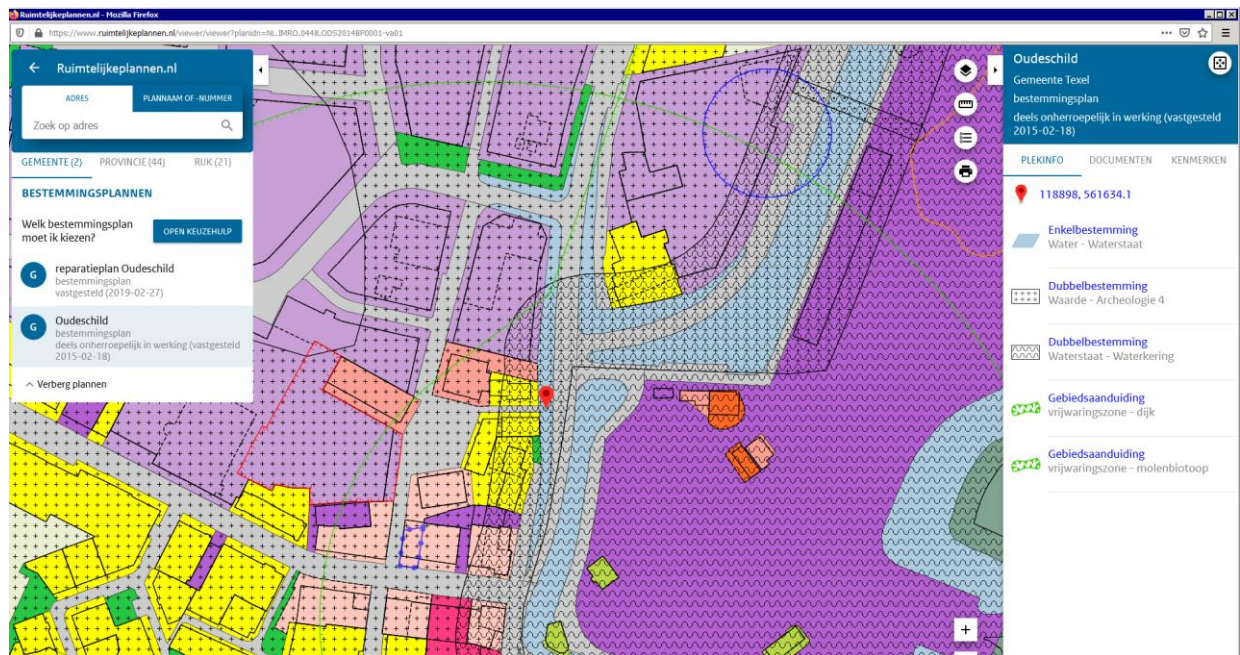 Ruimtelijkeplannen.nl - Mozilla Firefox
https://www.ruimtelijkeplannen.nl/viewer/viewer?planidn=NL.IMRO.0448.ODS2014BP0001-va01
Ruimtelijkeplannen.nl
ADRES
PLANNAAM OF -NUMMER
Zoek op adres
GEMEENTE (2)
PROVINCIE (44)
RIJK (21)
BESTEMMINGSPLANNEN
Welk bestemmingsplan
moet ik kiezen?
OPEN KEUZEHULP
G
reparatieplan Oudeschild
bestemmingsplan
vastgesteld (2019-02-27)
G
Oudeschild
bestemmingsplan
deels onherroepelijk in werking (vastgesteld
2015-02-18)
Verberg plannen
Oudeschild
Gemeente Texel
bestemmingsplan
deels onherroepelijk in werking (vastgesteld
2015-02-18)
PLEKINFO
DOCUMENTEN
KENMERKEN
118898, 561634.1
Enkelbestemming
Water - Waterstaat
Dubbelbestemming
Waarde - Archeologie 4
Dubbelbestemming
Waterstaat - Waterkering
Gebiedsaanduiding
vrijwaringszone - dijk
Gebiedsaanduiding
vrijwaringszone - molenbiotoop